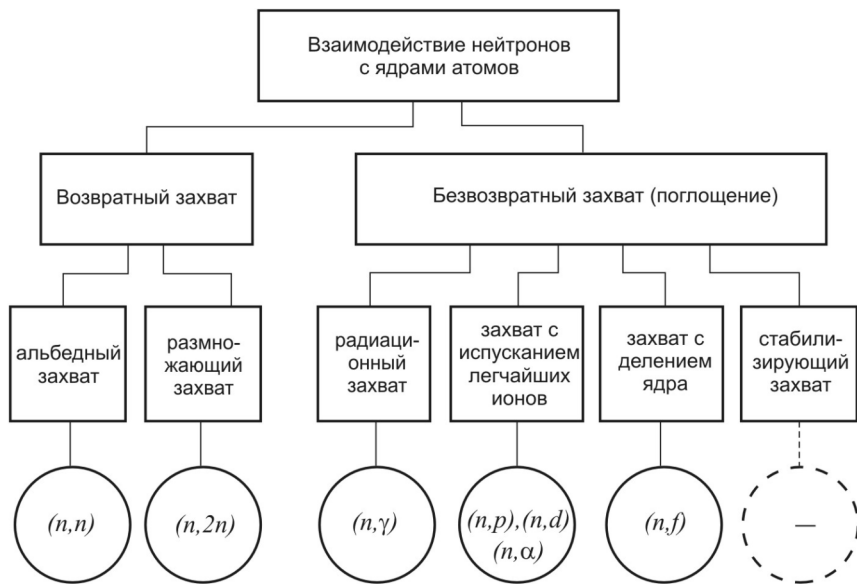 Взаимодействие нейтронов
с ядрами атомов
Возвратный захват
Безвозвратный захват (поглощение)
альбедный
захват
размно-
жающий
захват
радиаци-
онный
захват
захват с
испусканием
легчайших
ионов
захват с
делением
ядра
стабили-
зирующий
захват
(n,n)
(n,2n)
(n,γ)
(n,p),(n,d)
(n,α)
(n,f)
—